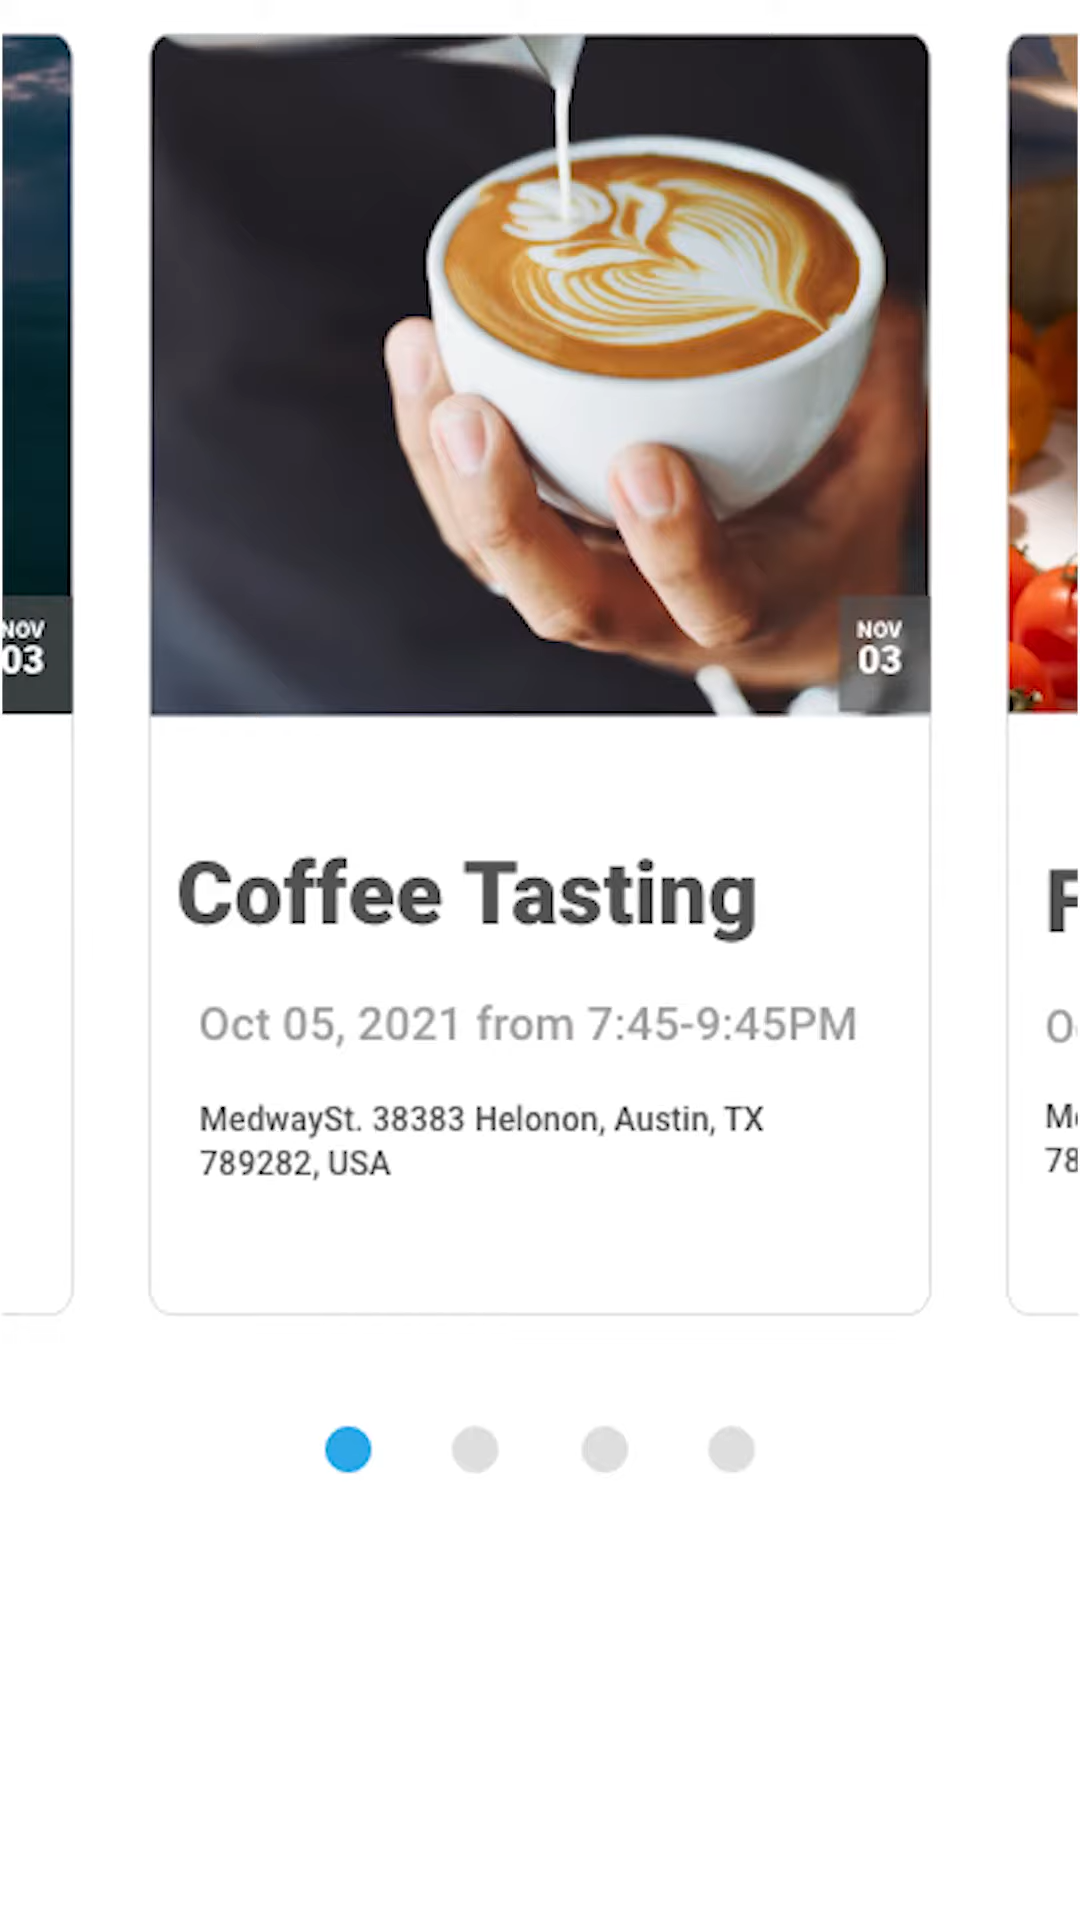 NOV
03
NOV
03
Coffee Tasting
Oct 05, 2021 from 7:45-9:45PM
MedwaySt. 38383 Helonon, Austin, TX
789282, USA